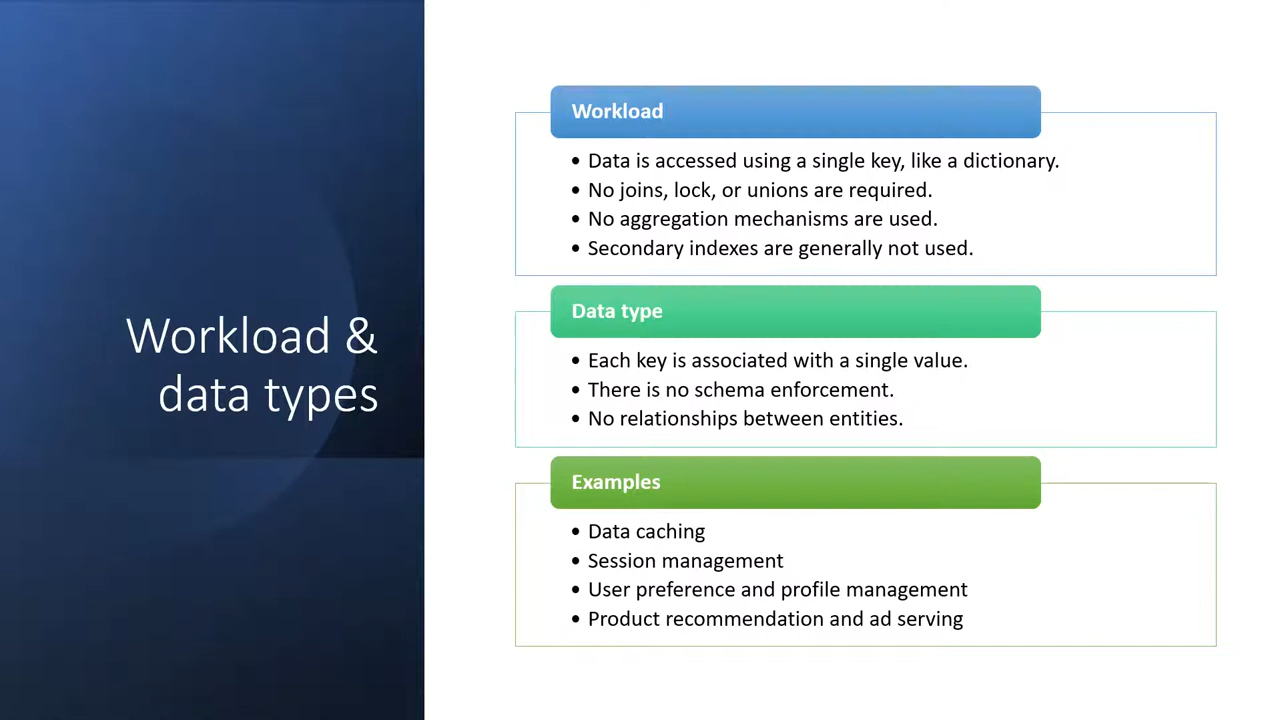 Workload &
data types
Workload
• Data is accessed using a single key, like a dictionary.
• No joins, lock, or unions are required.
• No aggregation mechanisms are used.
• Secondary indexes are generally not used.
Data type
• Each key is associated with a single value.
• There is no schema enforcement.
• No relationships between entities.
Examples
• Data caching
• Session management
• User preference and profile management
• Product recommendation and ad serving